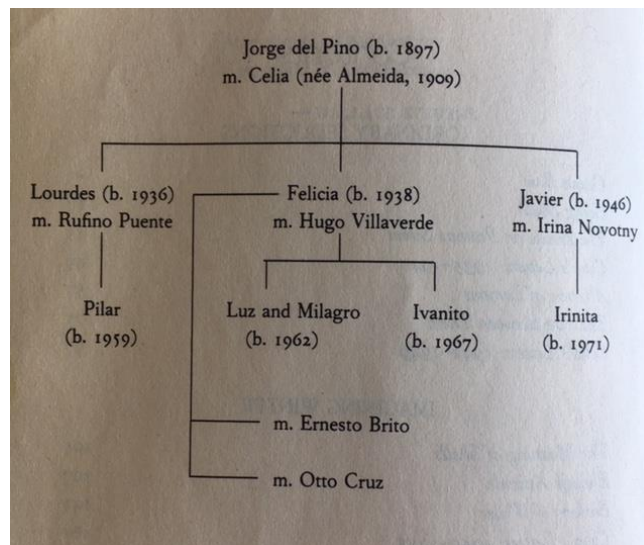 Jorge del Pino (b. 1897)
m. Celia (née Almeida, 1909)
Lourdes (b. 1936)
m. Rufino Puente
Felicia (b. 1938)
m. Hugo Villaverde
Javier (b. 1946)
m. Irina Novotny
Pilar
(b. 1959)
Luz and Milagro
(b. 1962)
Ivanito
(b. 1967)
Irinita
(b. 1971)
m. Ernesto Brito
m. Otto Cruz